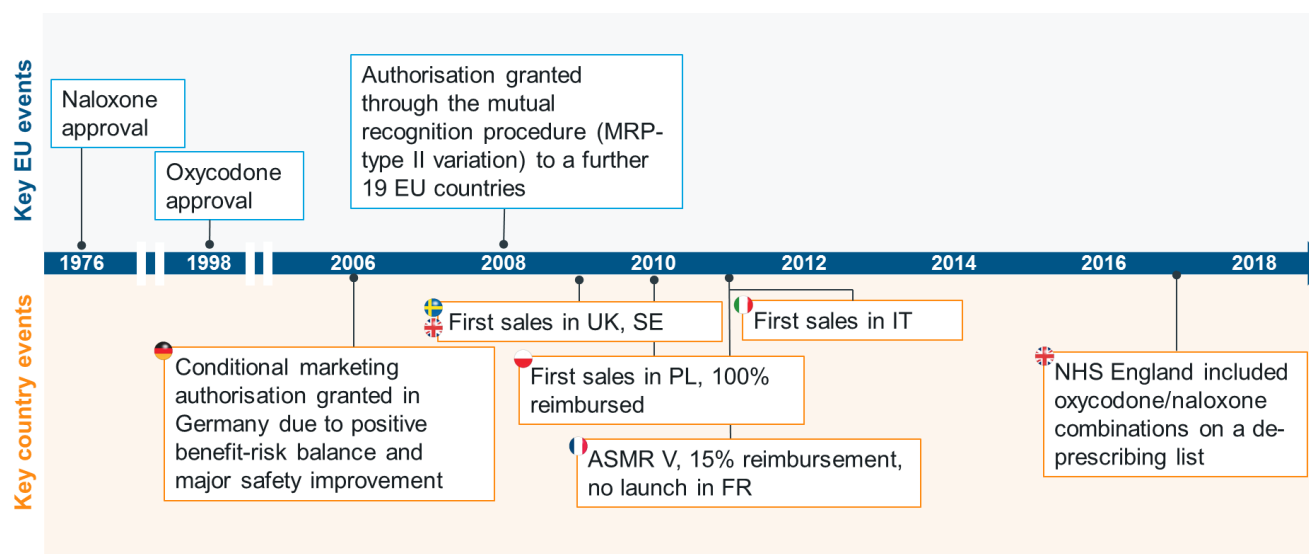 Key EU events
Naloxone
approval
Oxycodone
approval
Authorisation granted
through the mutual
recognition procedure (MRP-
type II variation) to a further
19 EU countries
1976
1998
2006
2008
2010
2012
2014
2016
2018
Key country events
First sales in UK, SE
First sales in IT
Conditional marketing
authorisation granted in
Germany due to positive
benefit-risk balance and
major safety improvement
First sales in PL, 100%
reimbursed
ASMR V, 15% reimbursement,
no launch in FR
NHS England included
oxycodone/naloxone
combinations on a de-
prescribing list